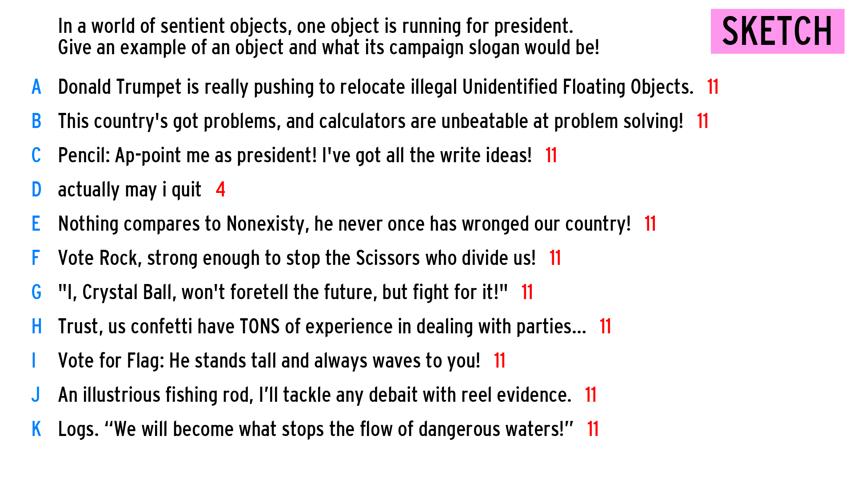 In a world of sentient objects, one object is running for president.
Give an example of an object and what its campaign slogan would be!
SKETCH
A Donald Trumpet is really pushing to relocate illegal Unidentified Floating Objects. 11
B This country's got problems, and calculators are unbeatable at problem solving! 11
C Pencil: Ap-point me as president! I've got all the write ideas! 11
D actually may i quit 4
E Nothing compares to Nonexisty, he never once has wronged our country! 11
F Vote Rock, strong enough to stop the Scissors who divide us! 11
G "I, Crystal Ball, won't foretell the future, but fight for it!" 11
H Trust, us confetti have TONS of experience in dealing with parties... 11
I Vote for Flag: He stands tall and always waves to you! 11
J An illustrious fishing rod, I’ll tackle any debait with reel evidence. 11
K Logs. “We will become what stops the flow of dangerous waters!” 11